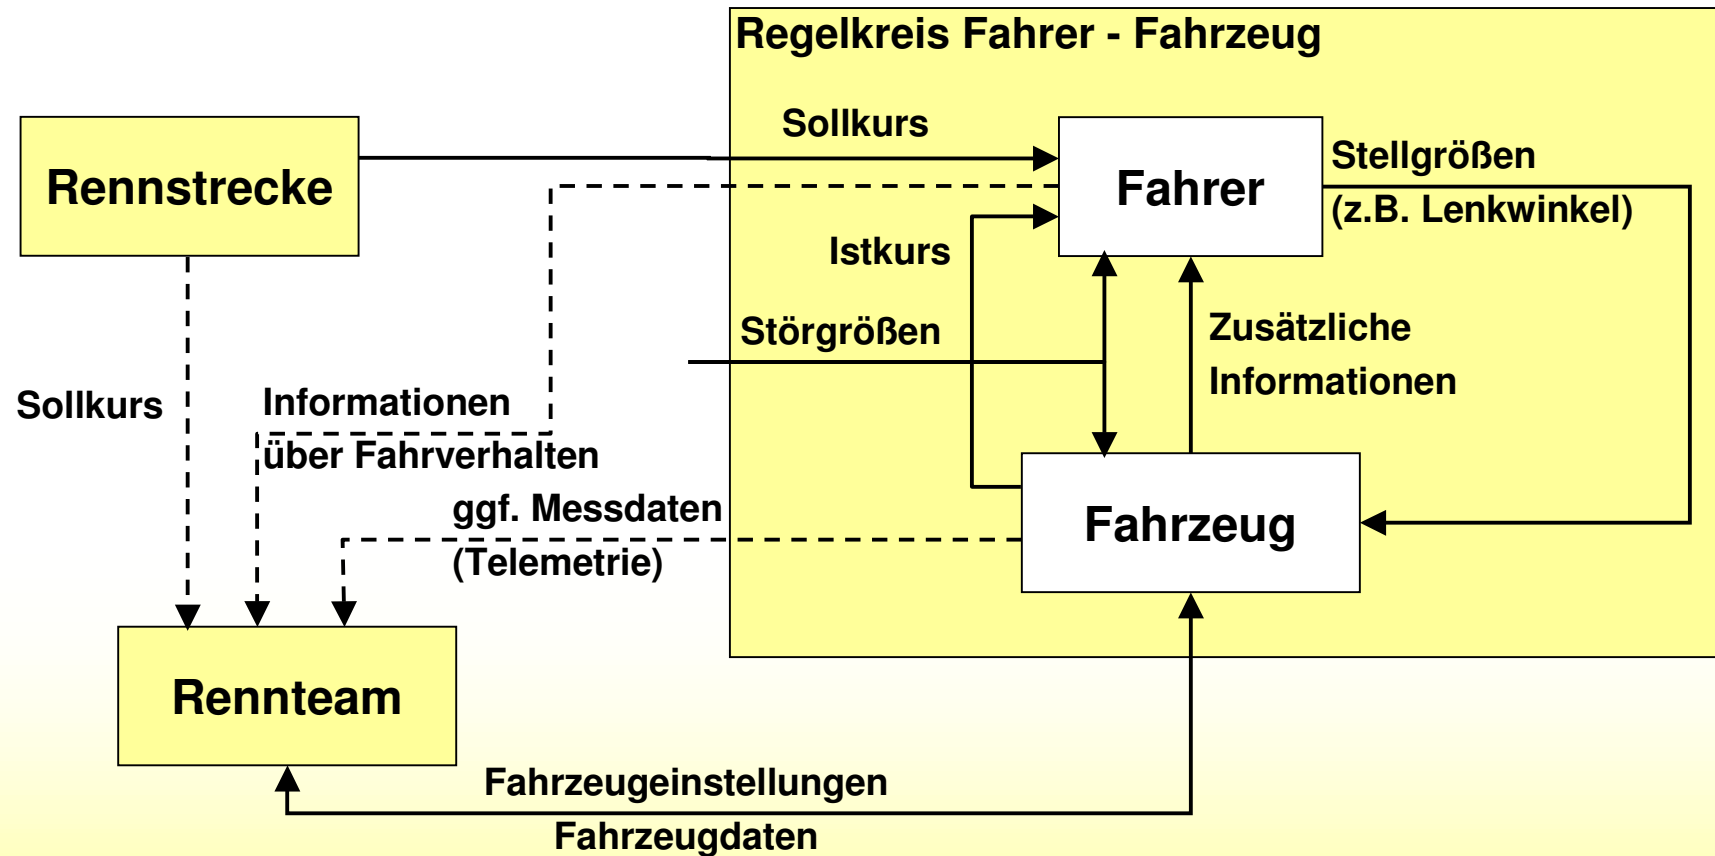 Regelkreis Fahrer - Fahrzeug
Sollkurs
Rennstrecke
Fahrer
Stellgrößen
(z.B. Lenkwinkel)
Istkurs
Störgrößen
Zusätzliche
Informationen
Sollkurs
Informationen
über Fahrverhalten
ggf. Messdaten
(Telemetrie)
Fahrzeug
Rennteam
Fahrzeugeinstellungen
Fahrzeugdaten